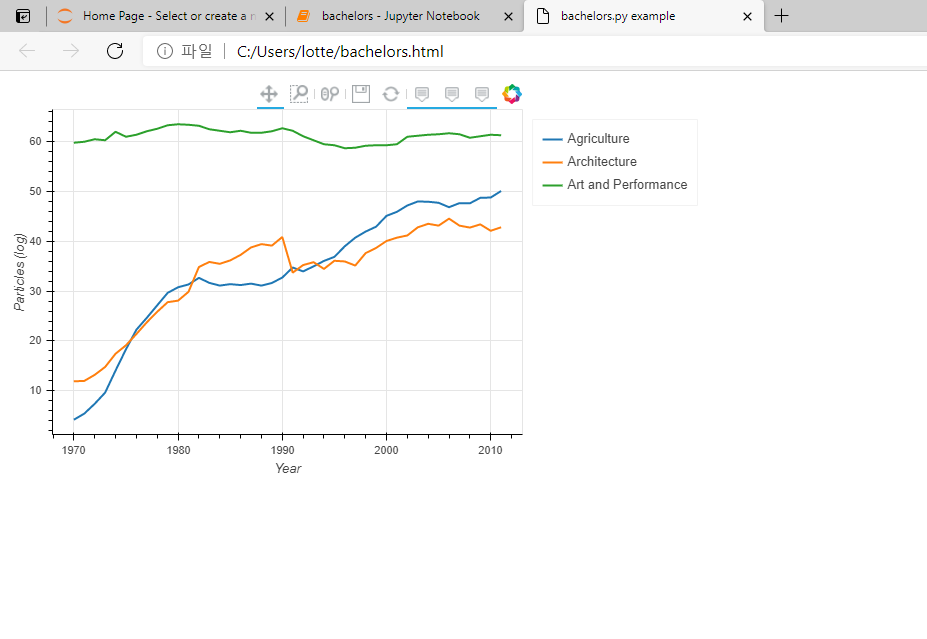 Home Page - Select or create a n
bachelors - Jupyter Notebook
bachelors.py example
파일
C:/Users/lotte/bachelors.html
Agriculture
Architecture
Art and Performance
60
50
40
30
20
10
Particles (log)
1970 1980 1990 2000 2010
Year